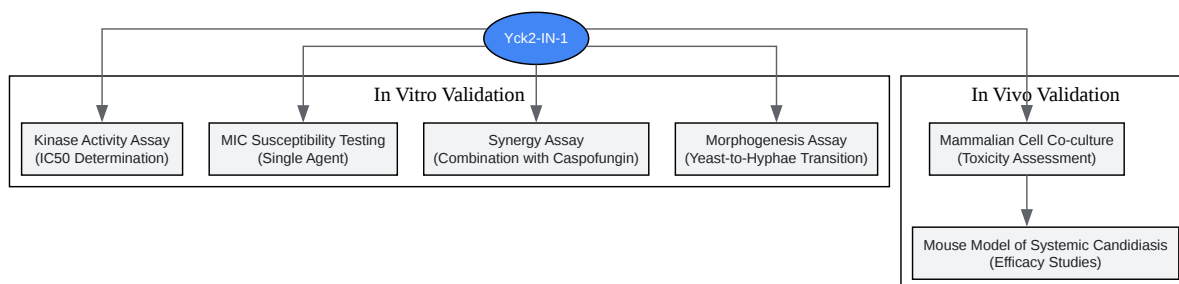 Yck2-IN-1
In Vitro Validation
In Vivo Validation
Kinase Activity Assay
(IC50 Determination)
MIC Susceptibility Testing
(Single Agent)
Synergy Assay
(Combination with Caspofungin)
Morphogenesis Assay
(Yeast-to-Hyphae Transition)
Mammalian Cell Co-culture
(Toxicity Assessment)
Mouse Model of Systemic Candidiasis
(Efficacy Studies)